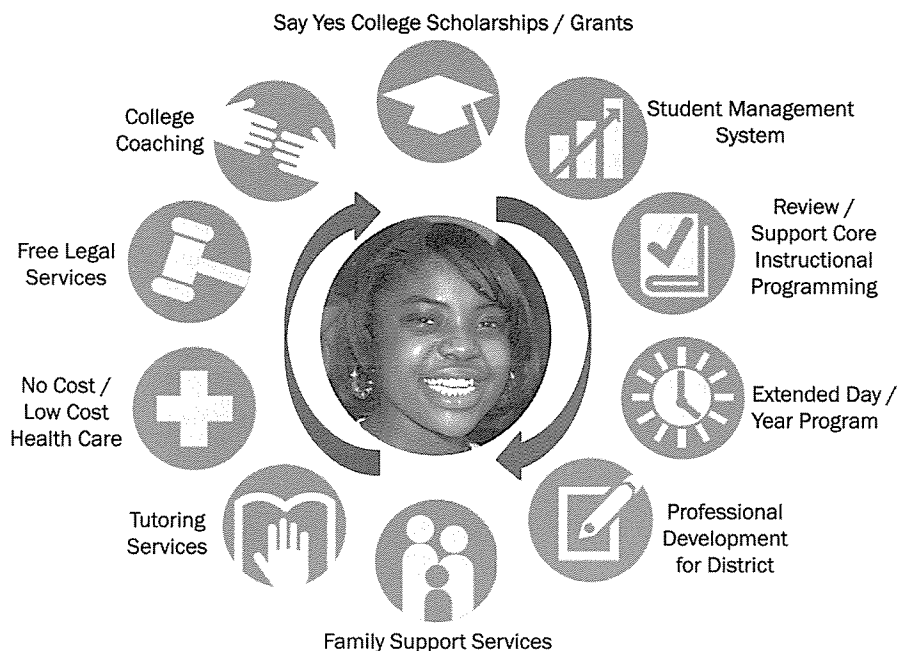 Say Yes College Scholarships / Grants
Student Management
System
Review /
Support Core
Instructional
Programming
Extended Day /
Year Program
Professional
Development
for District
Family Support Services
Tutoring
Services
No Cost /
Low Cost
Health Care
Free Legal
Services
College
Coaching